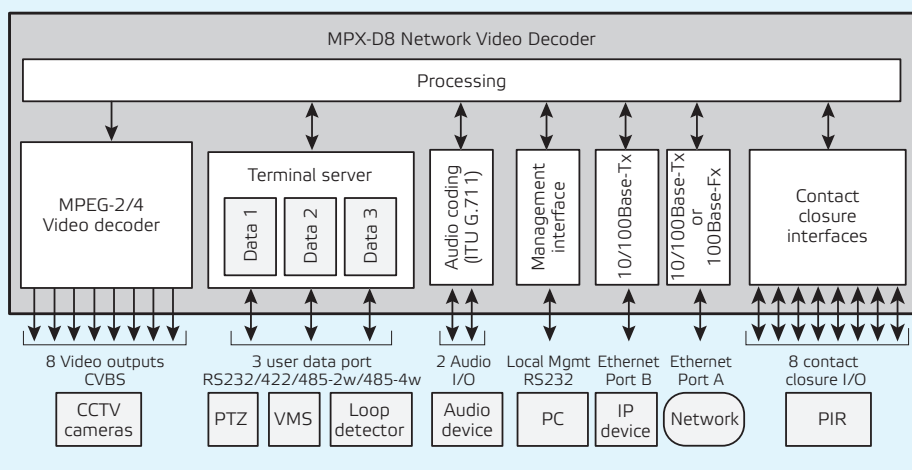 MPX-D8 Network Video Decoder
Processing
MPEG-2/4
Video decoder
Terminal server
Data 1
Data 2
Data 3
Audio coding
(ITU G.711)
Management
interface
10/100Base-Tx
10/100Base-Tx
or
100Base-Fx
Contact
closure
interfaces
8 Video outputs
CVBS
3 user data port
RS232/422/485-2w/485-4w
2 Audio
I/O
Local Mgmt
RS232
Ethernet
Port B
Ethernet
Port A
8 contact
closure I/O
CCTV
cameras
PTZ
VMS
Loop
detector
Audio
device
PC
IP
device
Network
PIR